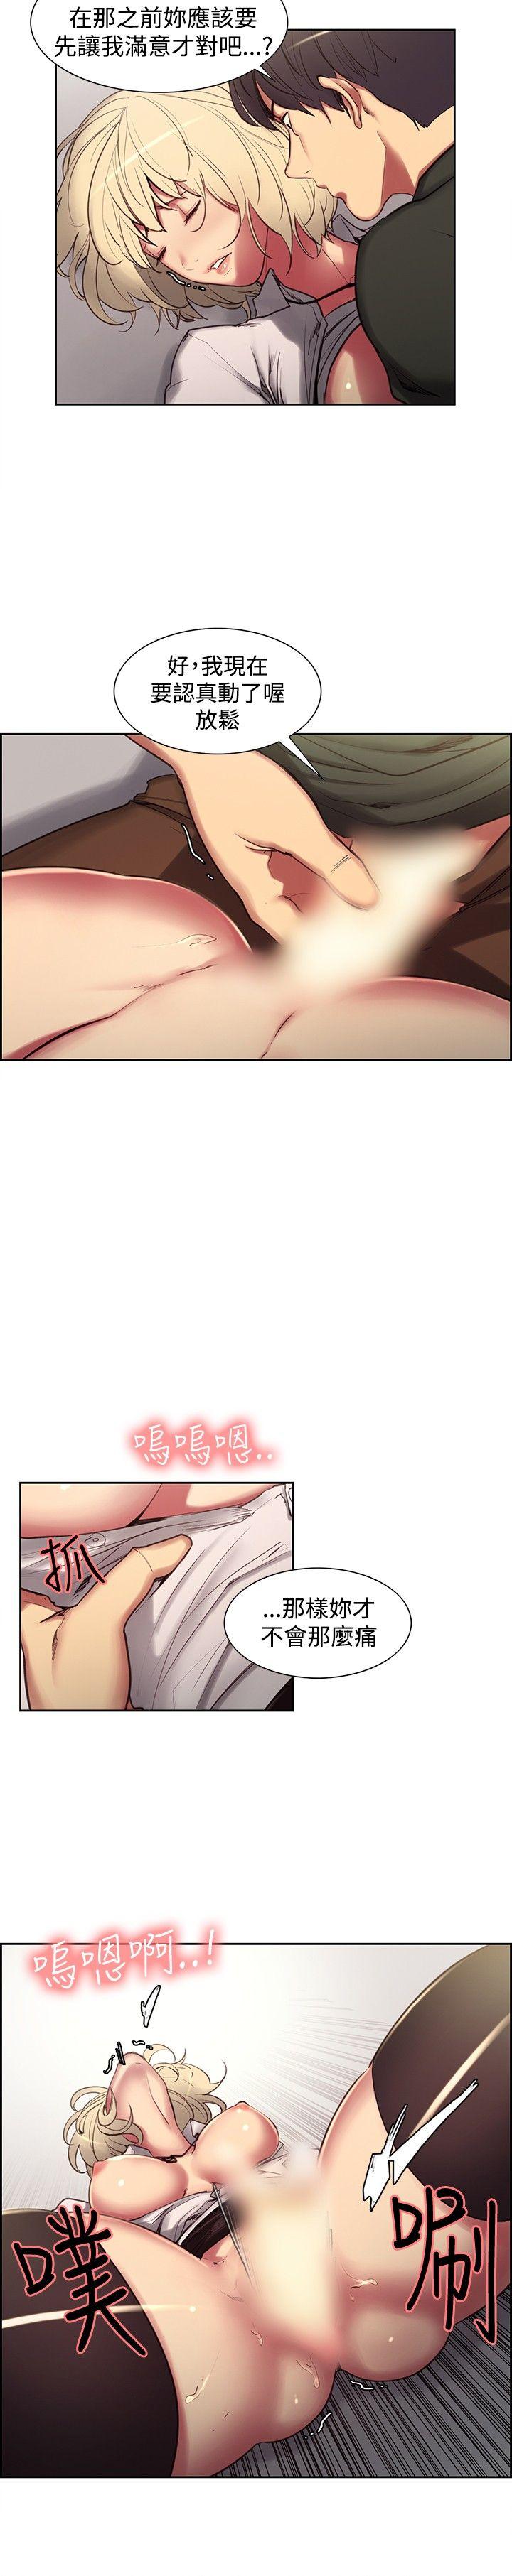 在那之前妳應該要
先讓我滿意才對吧...?
好，我現在
要認真動了喔
放鬆
嗚嗚嗯..
抓
...那樣妳才
不會那麼痛
嗚嗯啊..!
噗
唰